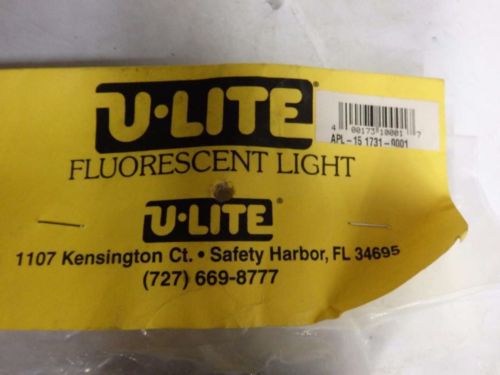 U·LITE®
4 00173 10001 7
APL-15 1731-0001
FLUORESCENT LIGHT
U·LITE®
1107 Kensington Ct. • Safety Harbor, FL 34695
(727) 669-8777